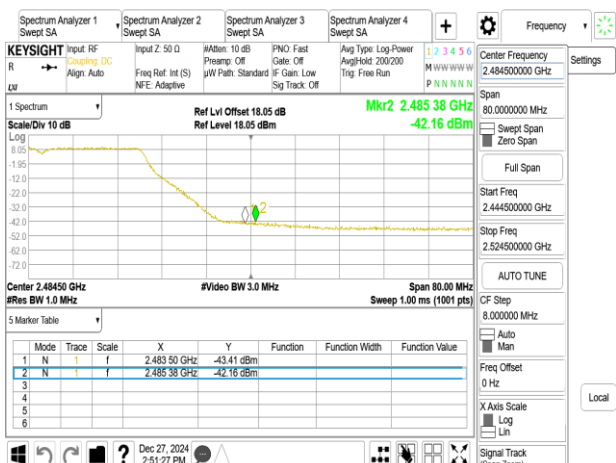 Spectrum Analyzer 1
Swept SA
Spectrum Analyzer 2
Swept SA
Spectrum Analyzer 3
Swept SA
Spectrum Analyzer 4
Swept SA
+
Frequency
KEYSIGHT
R
Input: RF
Coupling: DC
Align: Auto
Input Z: 50 Ω
Freq Ref: Int (S)
NFE: Adaptive
#Atten: 10 dB
Preamp: Off
µW Path: Standard
PNO: Fast
Gate: Off
IF Gain: Low
Sig Track: Off
Avg Type: Log-Power
Avg|Hold: 200/200
Trig: Free Run
1 2 3 4 5 6
M W W W W W
P N N N N N
1 Spectrum
Scale/Div 10 dB
Ref Lvl Offset 18.05 dB
Ref Level 18.05 dBm
Mkr2 2.485 38 GHz
-42.16 dBm
Log
8.05
-1.95
-12.0
-22.0
-32.0
-42.0
-52.0
-62.0
-72.0
2
Center 2.48450 GHz
#Res BW 1.0 MHz
#Video BW 3.0 MHz
Span 80.00 MHz
Sweep 1.00 ms (1001 pts)
5 Marker Table
Mode Trace Scale X Y Function Function Width Function Value
1 N 1 f 2.483 50 GHz -43.41 dBm
2 N 1 f 2.485 38 GHz -42.16 dBm
3
4
5
6
Dec 27, 2024
2:51:27 PM
?
Center Frequency
2.484500000 GHz
Settings
Span
80.0000000 MHz
Swept Span
Zero Span
Full Span
Start Freq
2.444500000 GHz
Stop Freq
2.524500000 GHz
AUTO TUNE
CF Step
8.000000 MHz
Auto
Man
Freq Offset
0 Hz
X Axis Scale
Log
Lin
Local
Signal Track